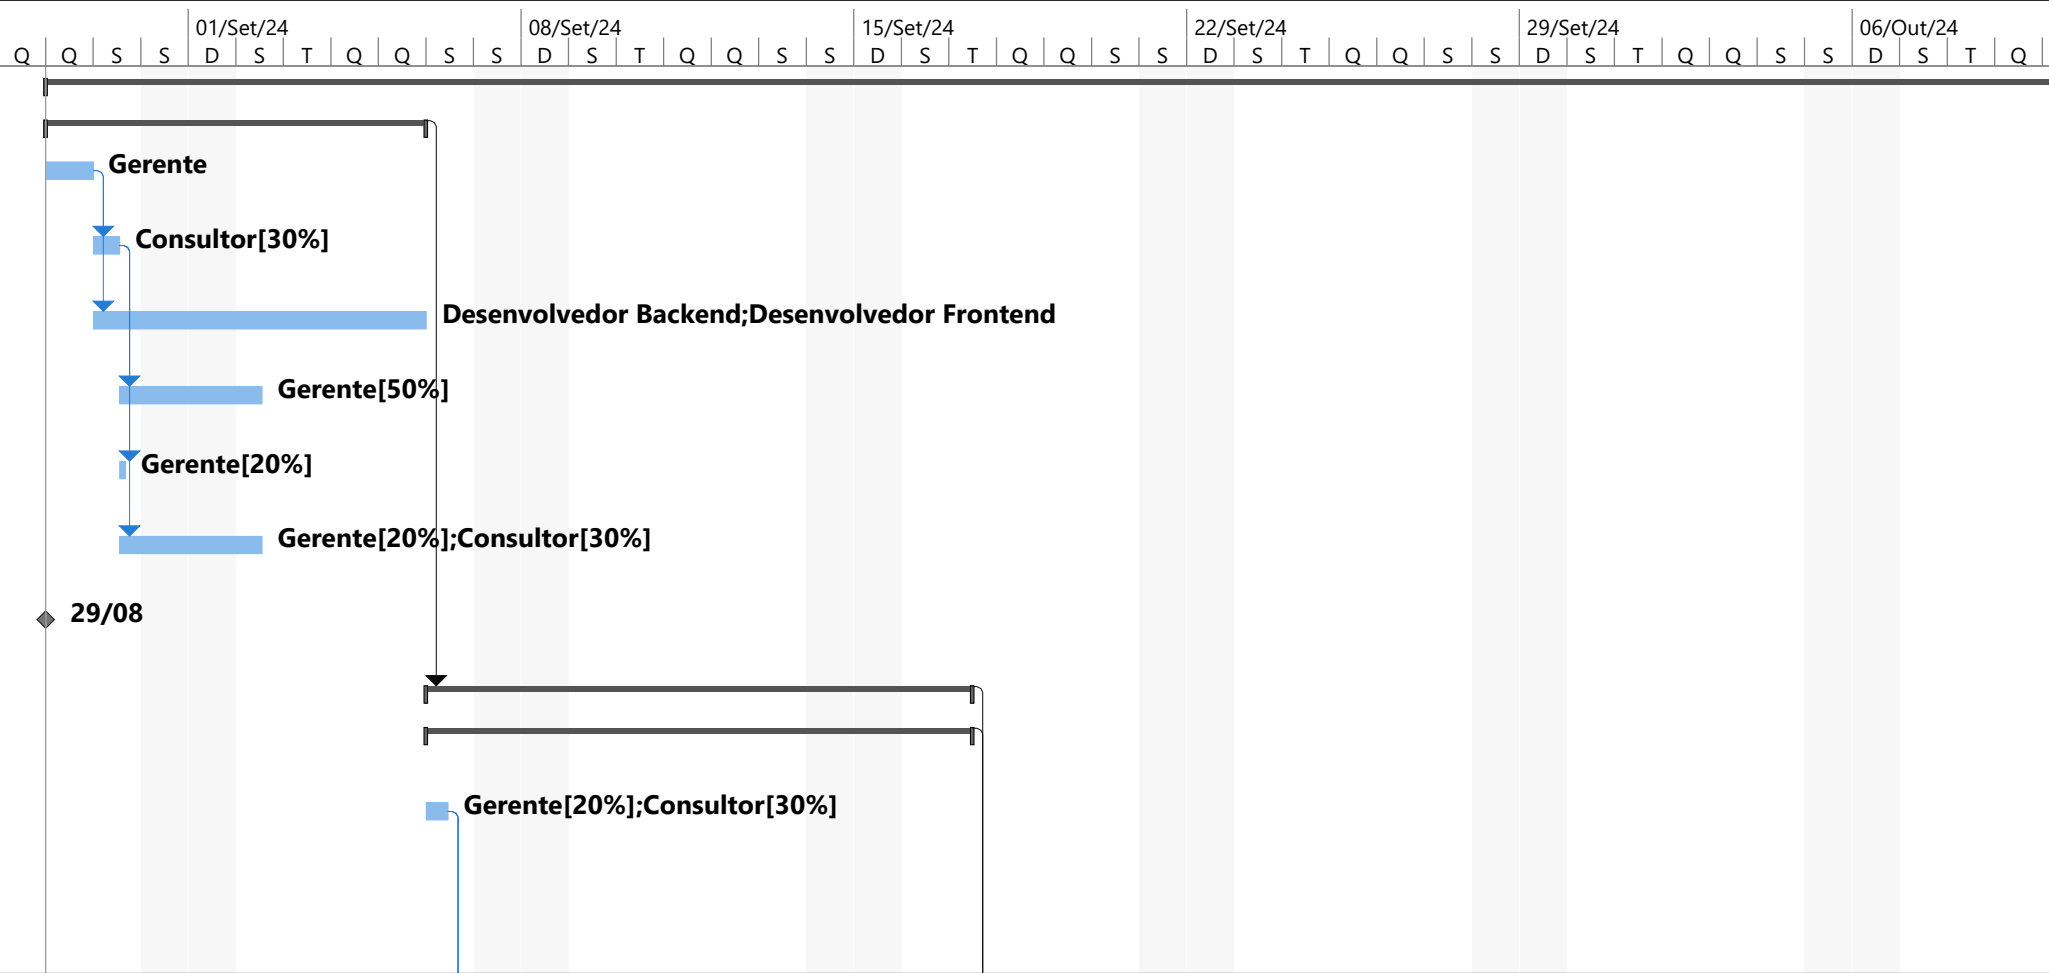 01/Set/24 08/Set/24 15/Set/24 22/Set/24 29/Set/24 06/Out/24
Q Q S S D S T Q Q S S D S T Q Q S S D S T Q Q S S D S T Q Q S S D S T Q Q S S D S T Q
Gerente
Consultor[30%]
Desenvolvedor Backend;Desenvolvedor Frontend
Gerente[50%]
Gerente[20%]
Gerente[20%];Consultor[30%]
29/08
Gerente[20%];Consultor[30%]